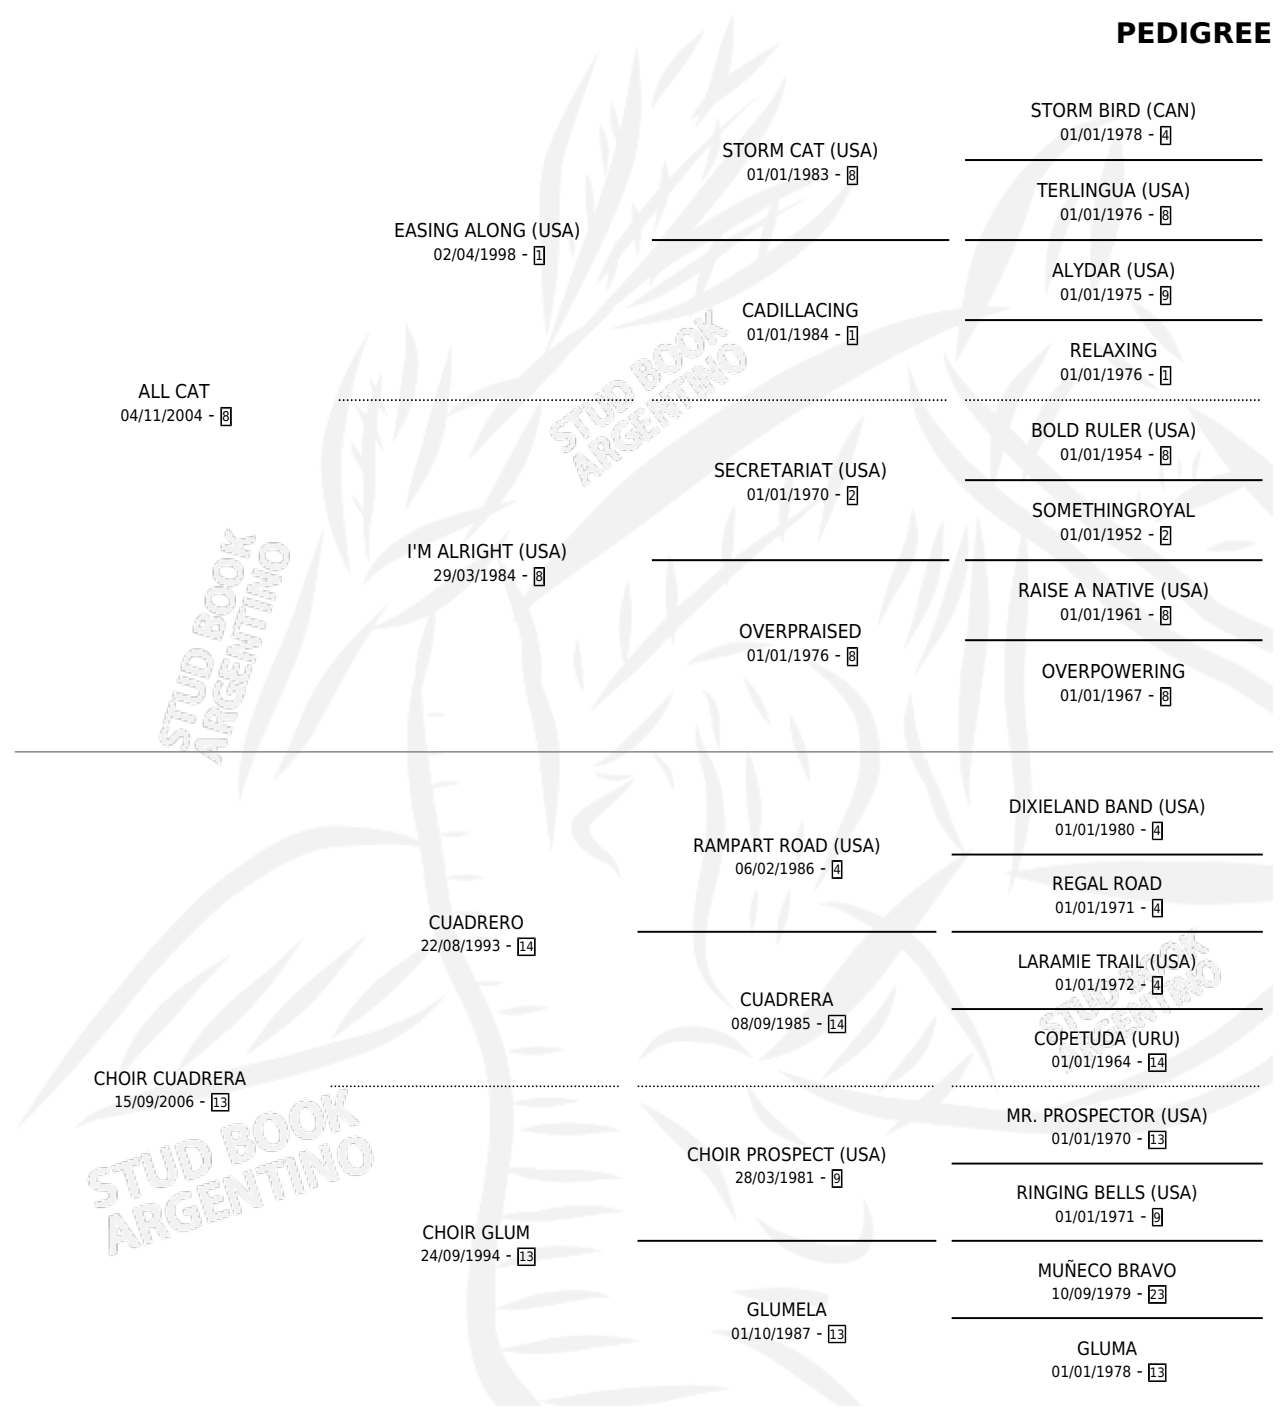 PEDIGREE
STORM BIRD (CAN)
01/01/1978 - 4
STORM CAT (USA)
01/01/1983 - 8
TERLINGUA (USA)
01/01/1976 - 8
EASING ALONG (USA)
02/04/1998 - 1
ALYDAR (USA)
01/01/1975 - 9
CADILLACING
01/01/1984 - 1
RELAXING
01/01/1976 - 1
ALL CAT
04/11/2004 - 8
BOLD RULER (USA)
01/01/1954 - 8
SECRETARIAT (USA)
01/01/1970 - 2
SOMETHINGROYAL
01/01/1952 - 2
I'M ALRIGHT (USA)
29/03/1984 - 8
RAISE A NATIVE (USA)
01/01/1961 - 8
OVERPRAISED
01/01/1976 - 8
OVERPOWERING
01/01/1967 - 8
DIXIELAND BAND (USA)
01/01/1980 - 4
RAMPART ROAD (USA)
06/02/1986 - 4
REGAL ROAD
01/01/1971 - 4
CUADRERO
22/08/1993 - 14
LARAMIE TRAIL (USA)
01/01/1972 - 4
CUADRERA
08/09/1985 - 14
COPETUDA (URU)
01/01/1964 - 14
CHOIR CUADRERA
15/09/2006 - 13
MR. PROSPECTOR (USA)
01/01/1970 - 13
CHOIR PROSPECT (USA)
28/03/1981 - 9
RINGING BELLS (USA)
01/01/1971 - 9
CHOIR GLUM
24/09/1994 - 13
MUÑECO BRAVO
10/09/1979 - 23
GLUMELA
01/10/1987 - 13
GLUMA
01/01/1978 - 13
STUD BOOK
ARGENTINO
STUD BOOK
ARGENTINO
STUD BOOK
ARGENTINO
STUD BOOK
ARGENTINO